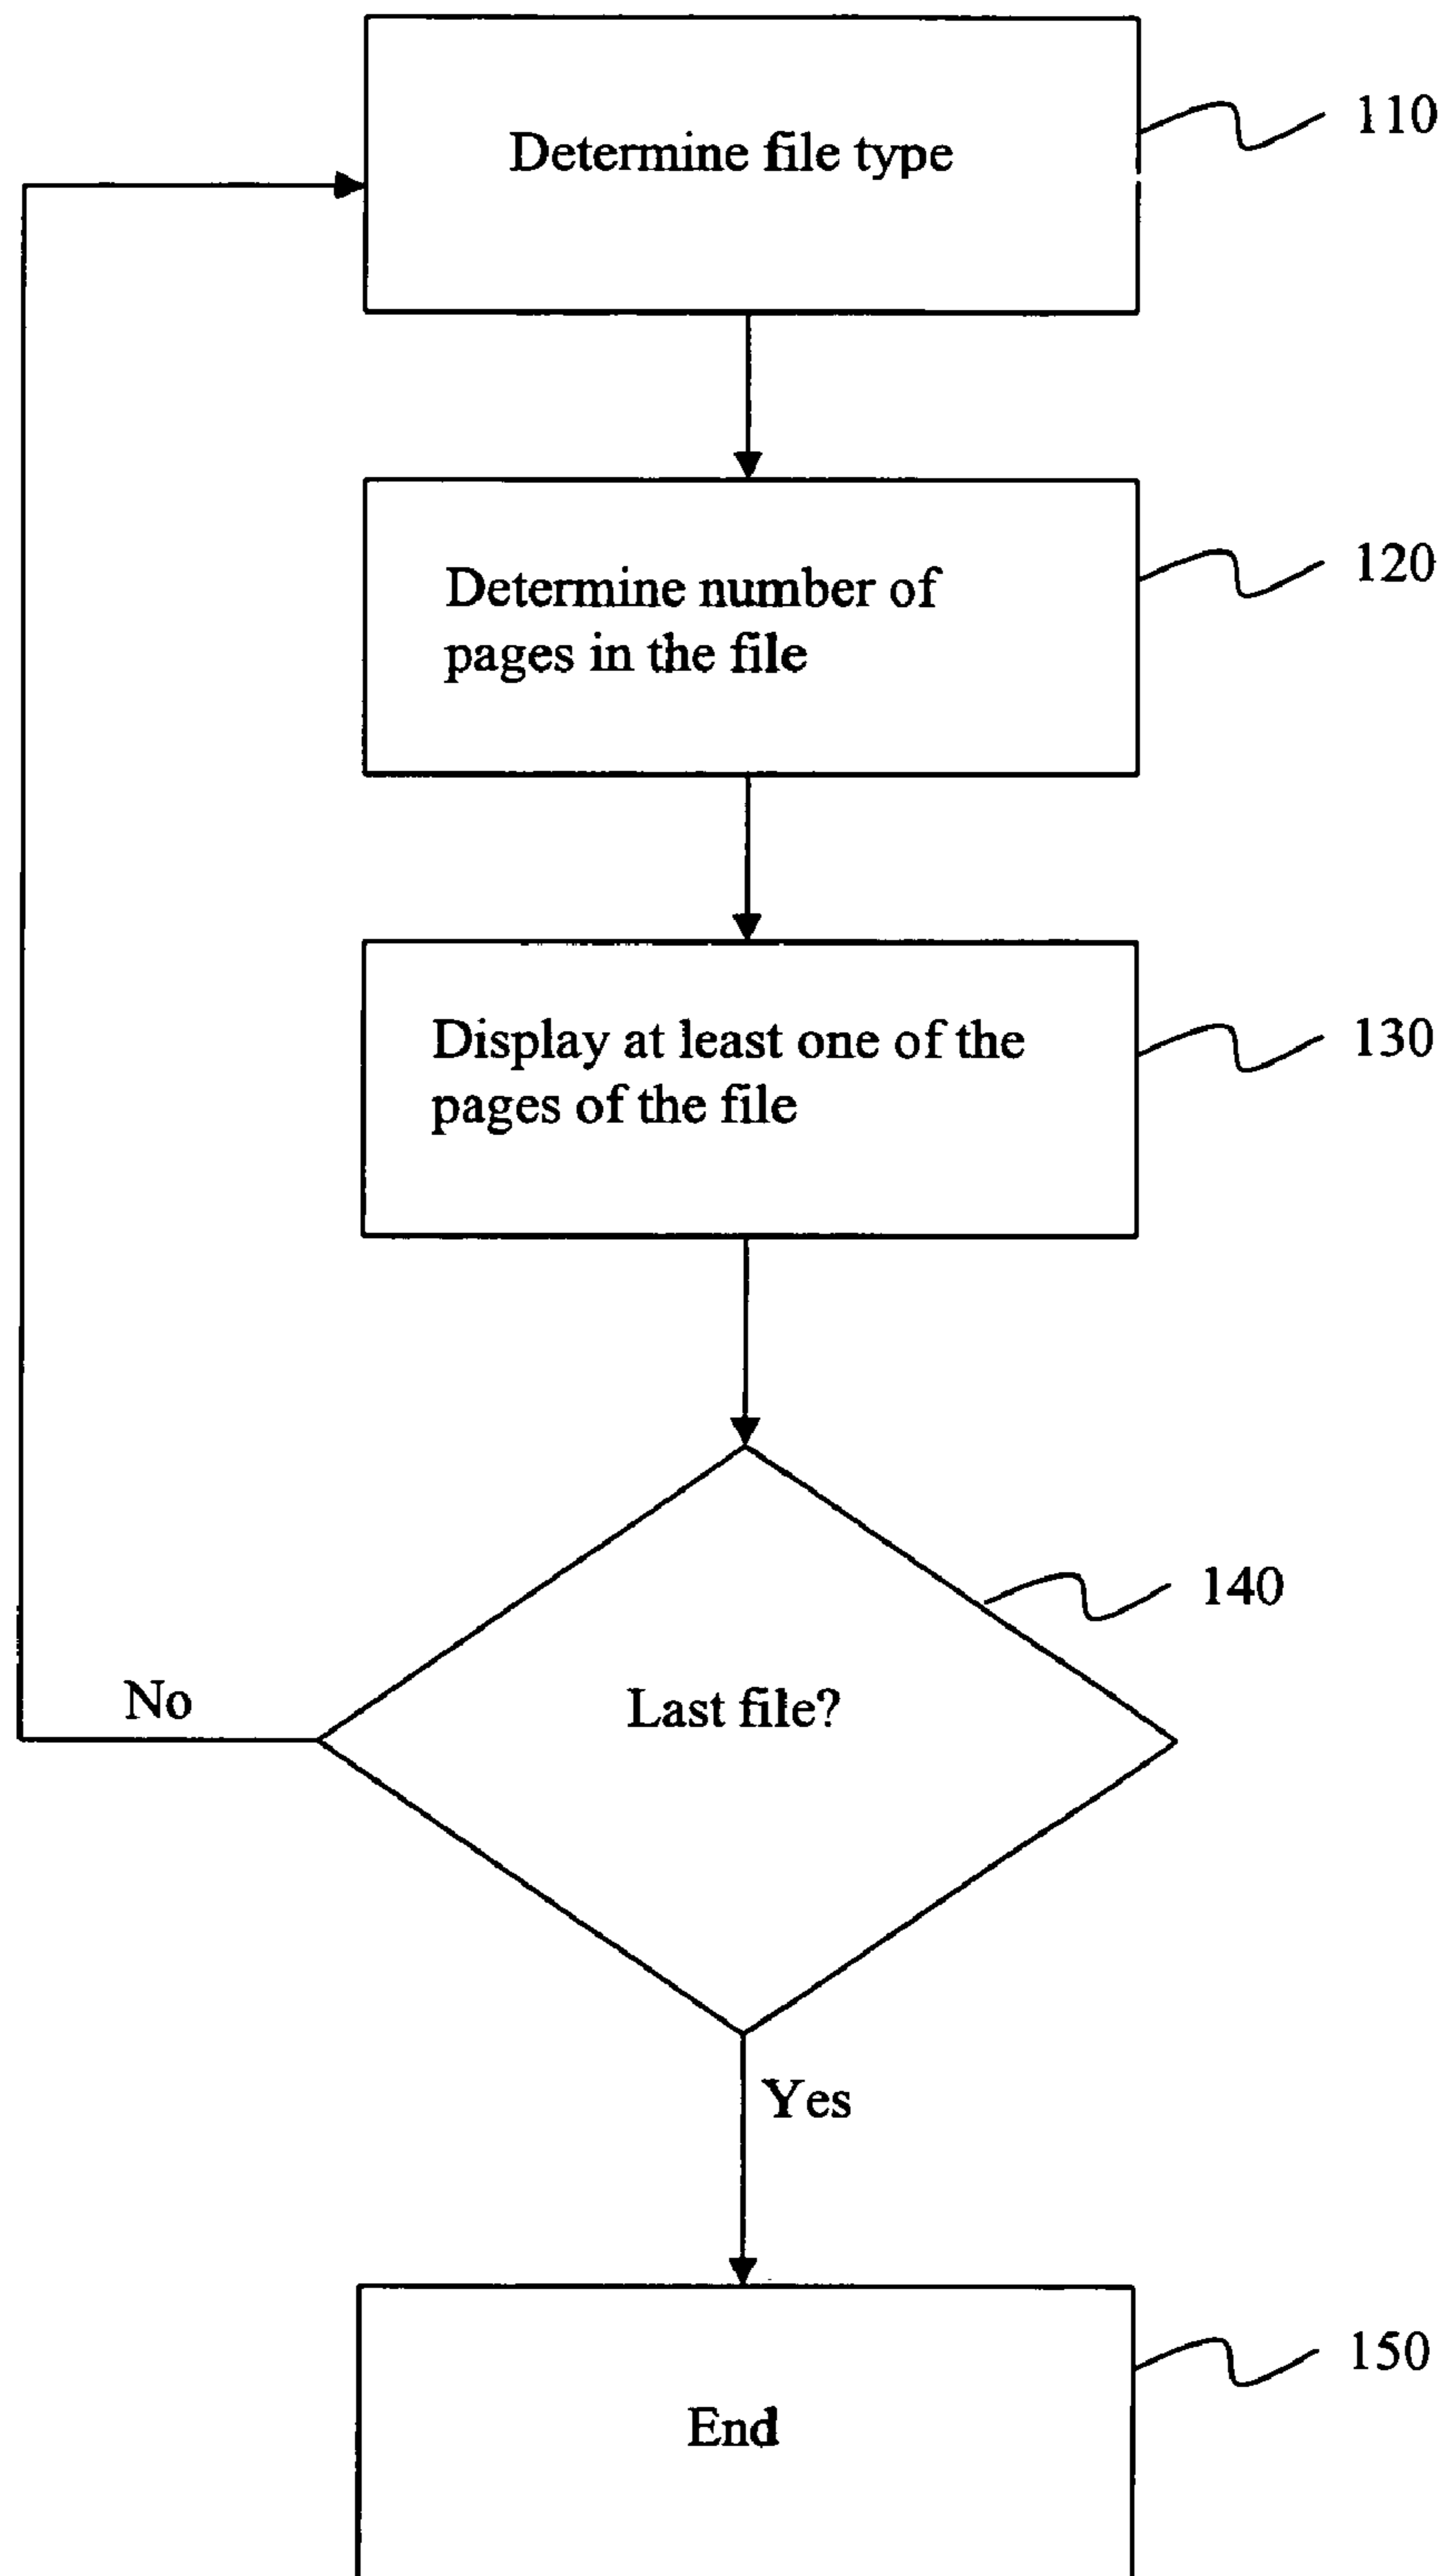 Determine file type
110
Determine number of
pages in the file
120
Display at least one of the
pages of the file
130
140
Last file?
No
Yes
150
End